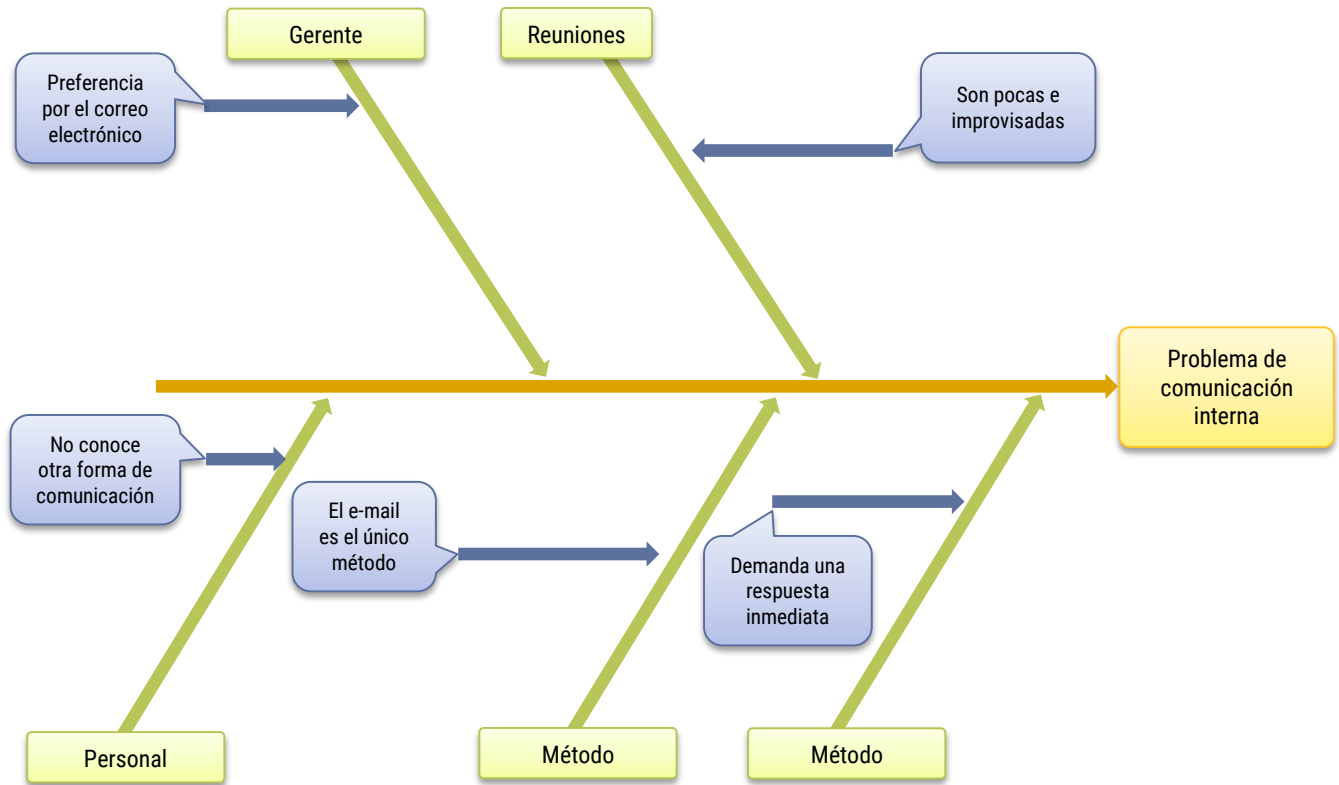 Gerente
Reuniones
Preferencia
por el correo
electrónico
Son pocas e
improvisadas
Problema de
comunicación
interna
No conoce
otra forma de
comunicación
El e-mail
es el único
método
Demanda una
respuesta
inmediata
Personal
Método
Método